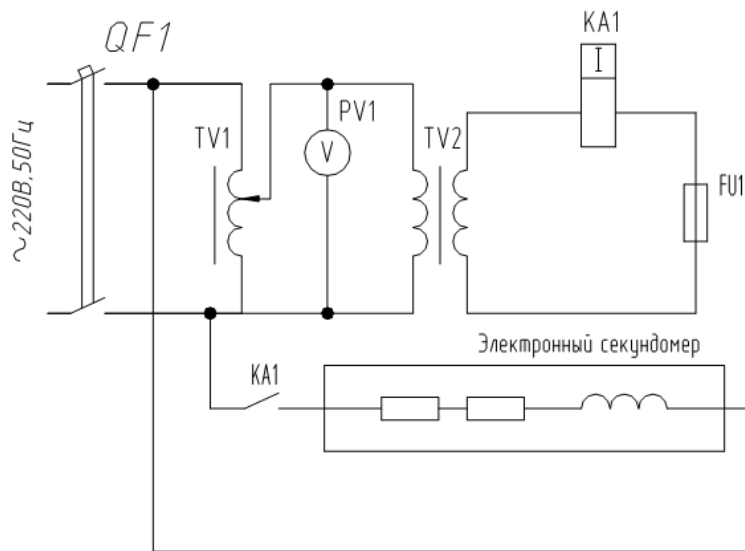 QF1
KA1
I
TV1
PV1
V
TV2
FU1
~220В,50Гц
Электронный секундомер
KA1